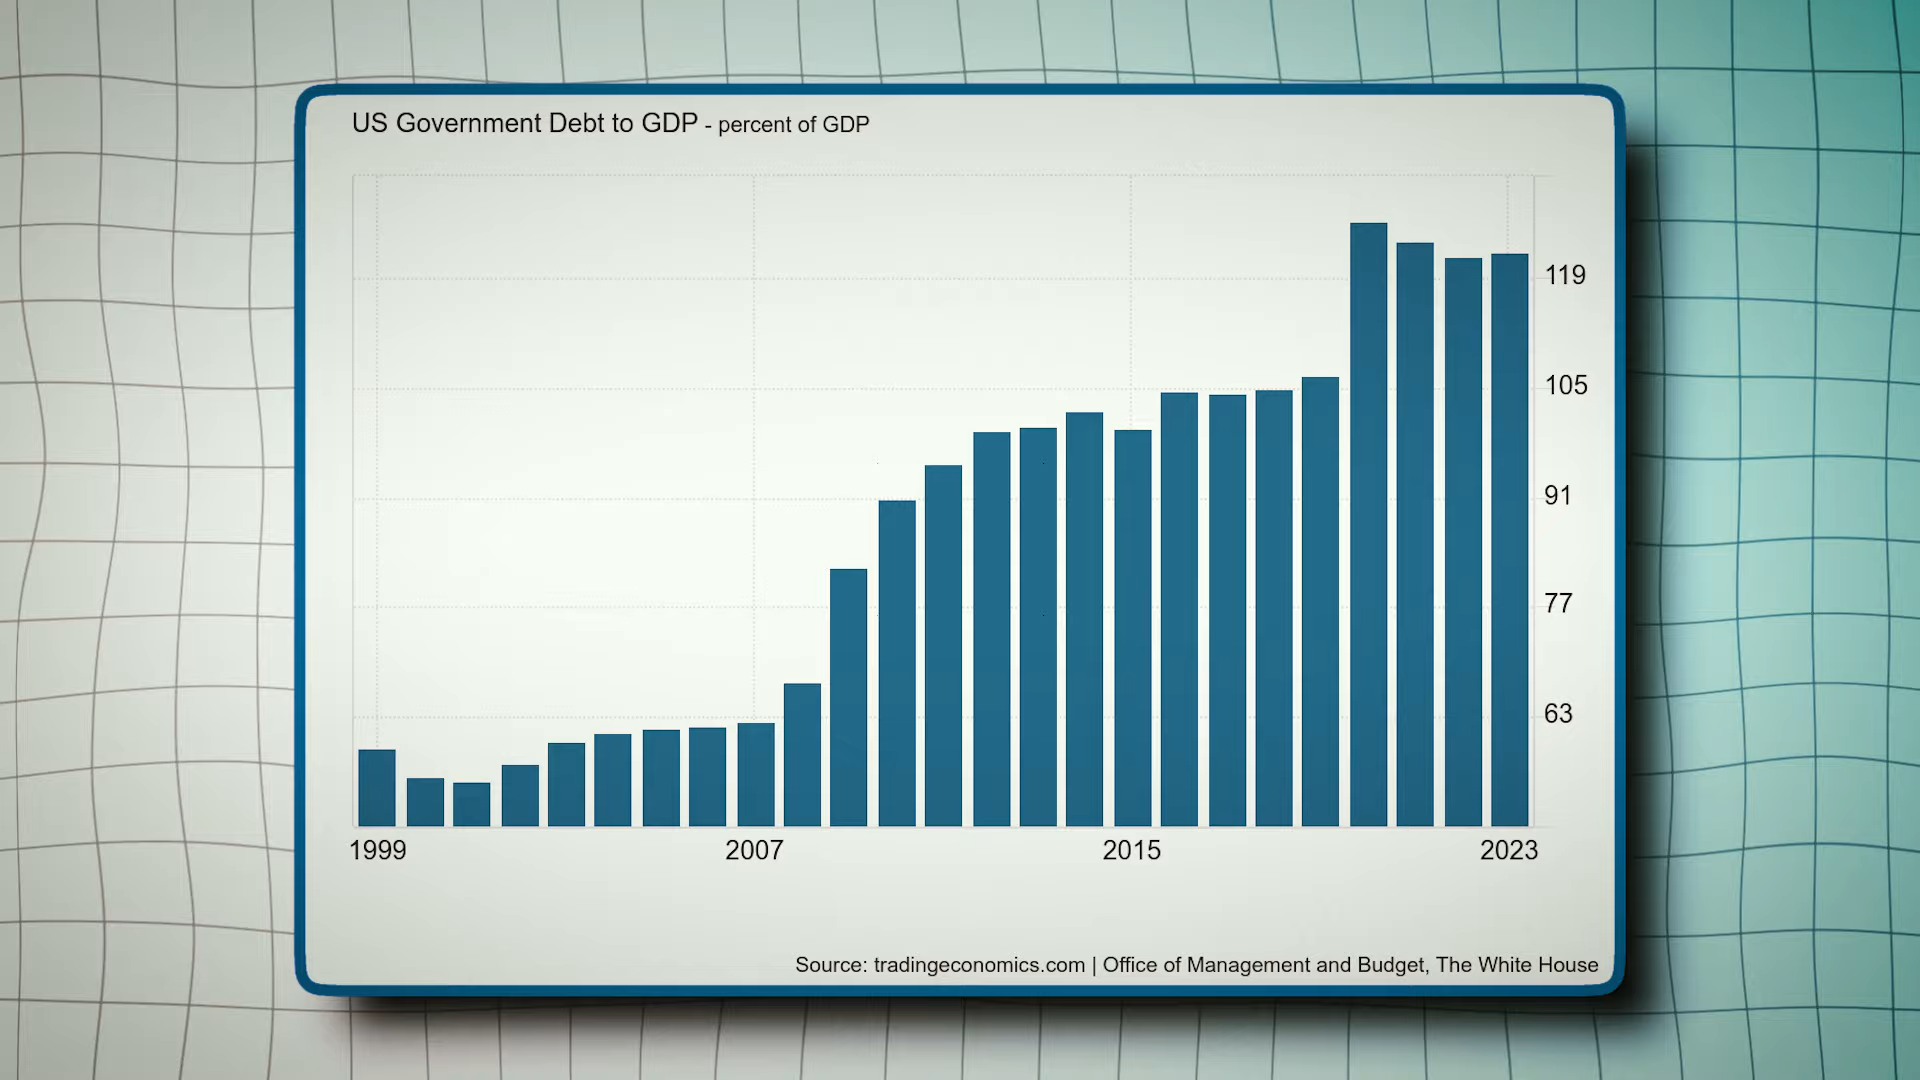 US Government Debt to GDP - percent of GDP
119
105
91
77
63
1999 2007 2015 2023
Source: tradingeconomics.com | Office of Management and Budget, The White House